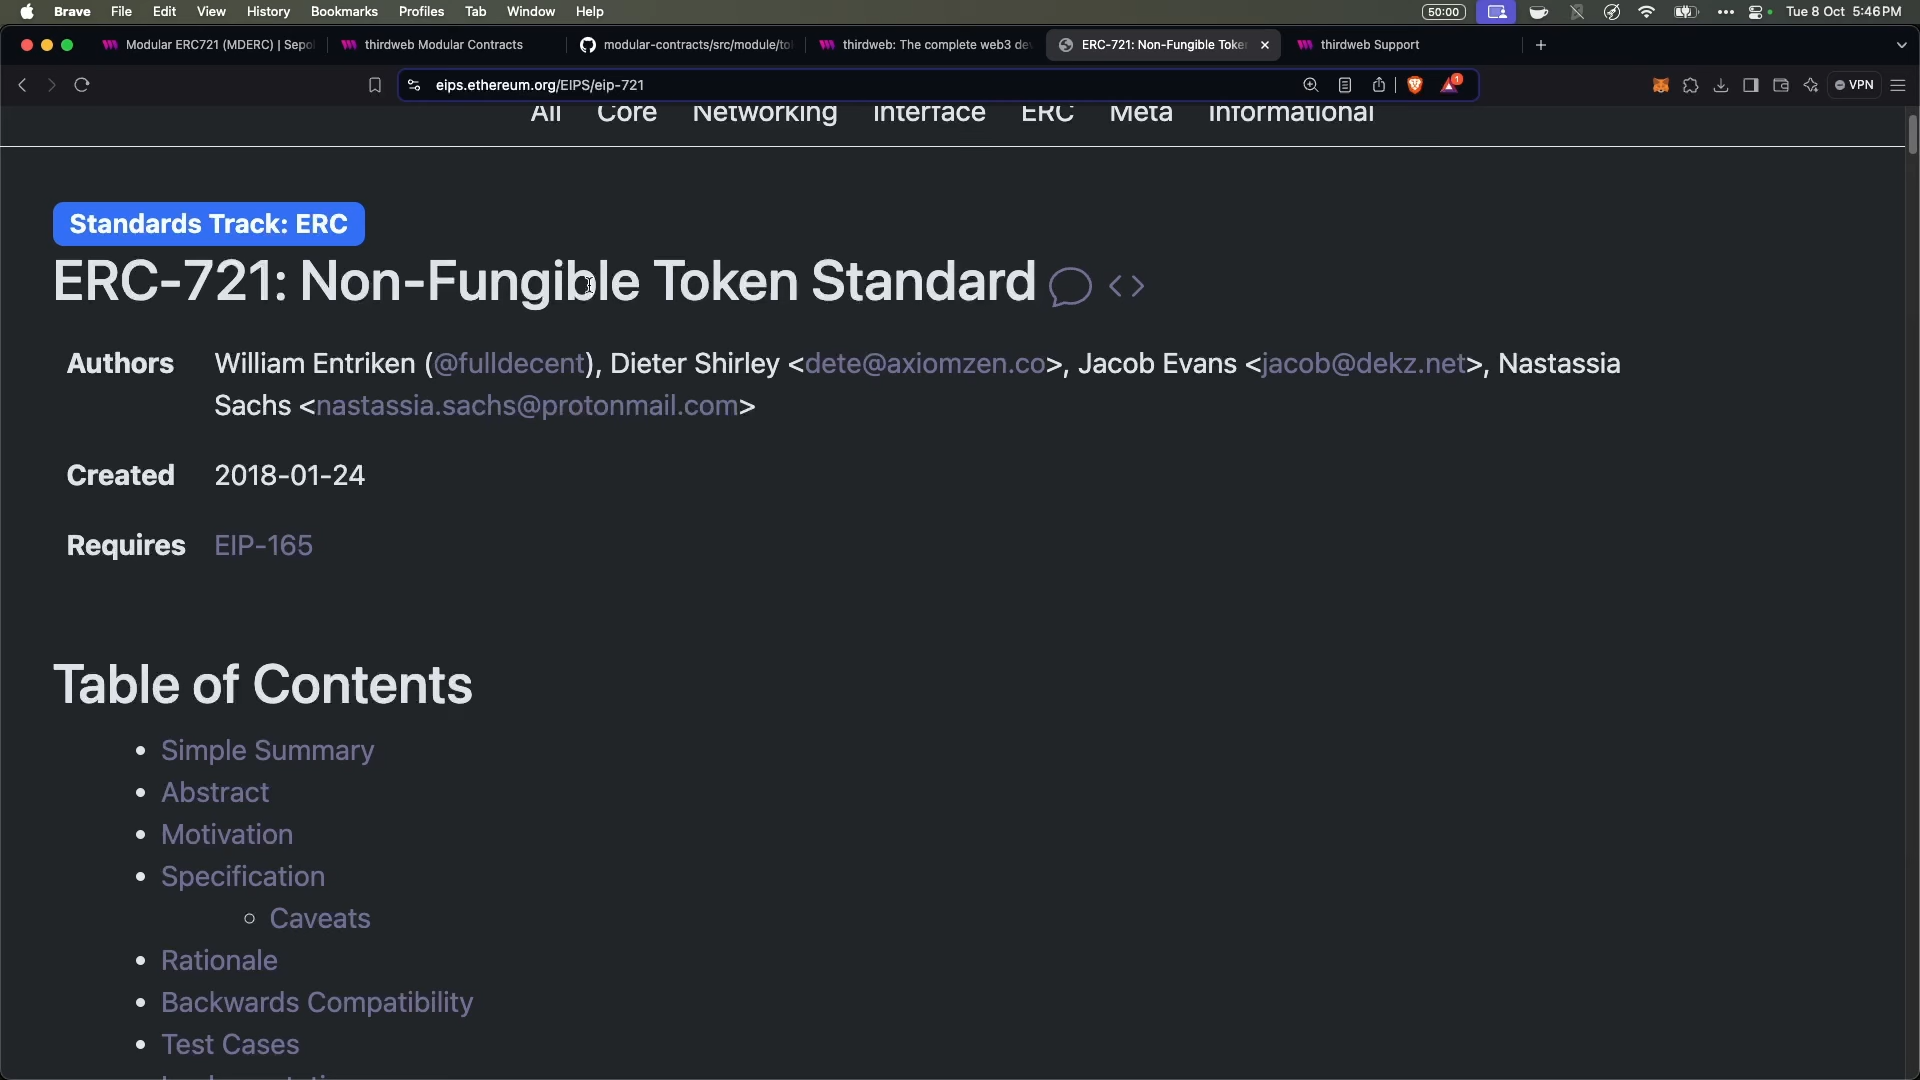 Brave File Edit View History Bookmarks Profiles Tab Window Help 50:00 Tue 8 Oct 5:46 PM
Modular ERC721 (MDERC) | Sepol thirdweb Modular Contracts modular-contracts/src/module/to thirdweb: The complete web3 de ERC-721: Non-Fungible Toke thirdweb Support
eips.ethereum.org/EIPS/eip-721 1 VPN
All Core Networking Interface ERC Meta Informational
Standards Track: ERC
ERC-721: Non-Fungible Token Standard
Authors William Entriken (@fulldecent), Dieter Shirley <dete@axiomzen.co>, Jacob Evans <jacob@dekz.net>, Nastassia
Sachs <nastassia.sachs@protonmail.com>
Created 2018-01-24
Requires EIP-165
Table of Contents
• Simple Summary
• Abstract
• Motivation
• Specification
○ Caveats
• Rationale
• Backwards Compatibility
• Test Cases